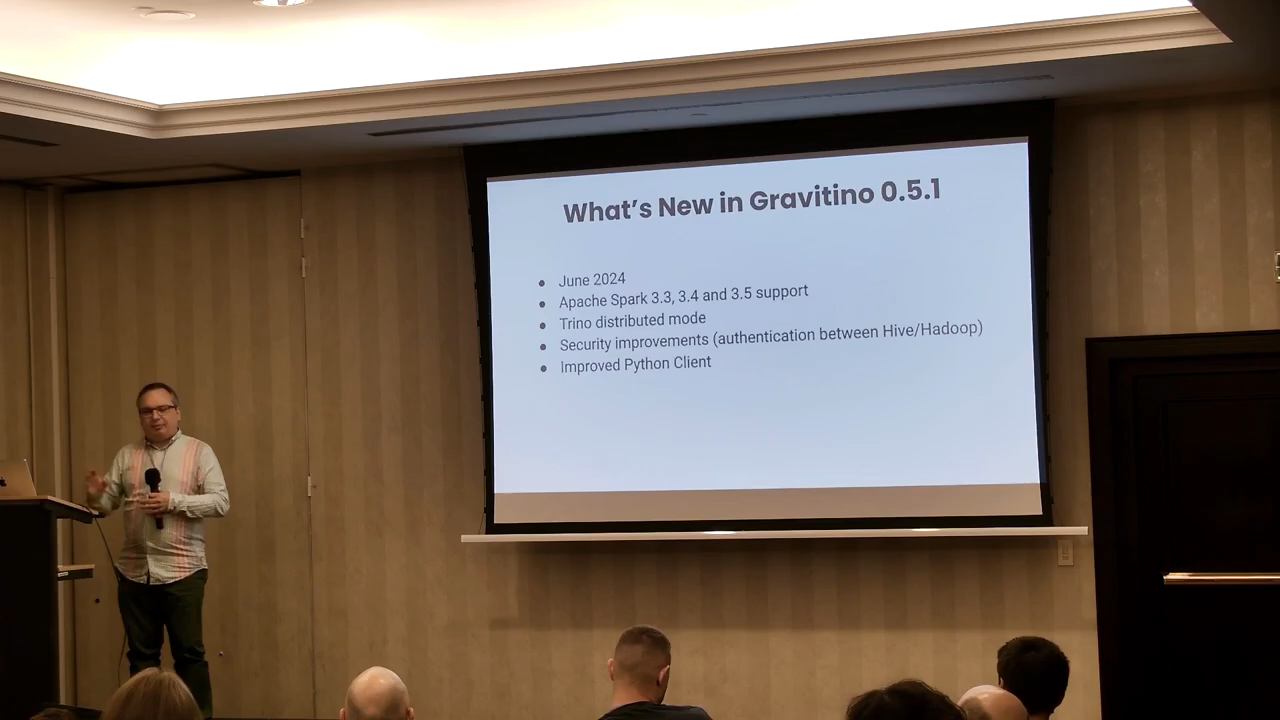 What's New in Gravitino 0.5.1
June 2024
Apache Spark 3.3, 3.4 and 3.5 support
Trino distributed mode
Security improvements (authentication between Hive/Hadoop)
Improved Python Client